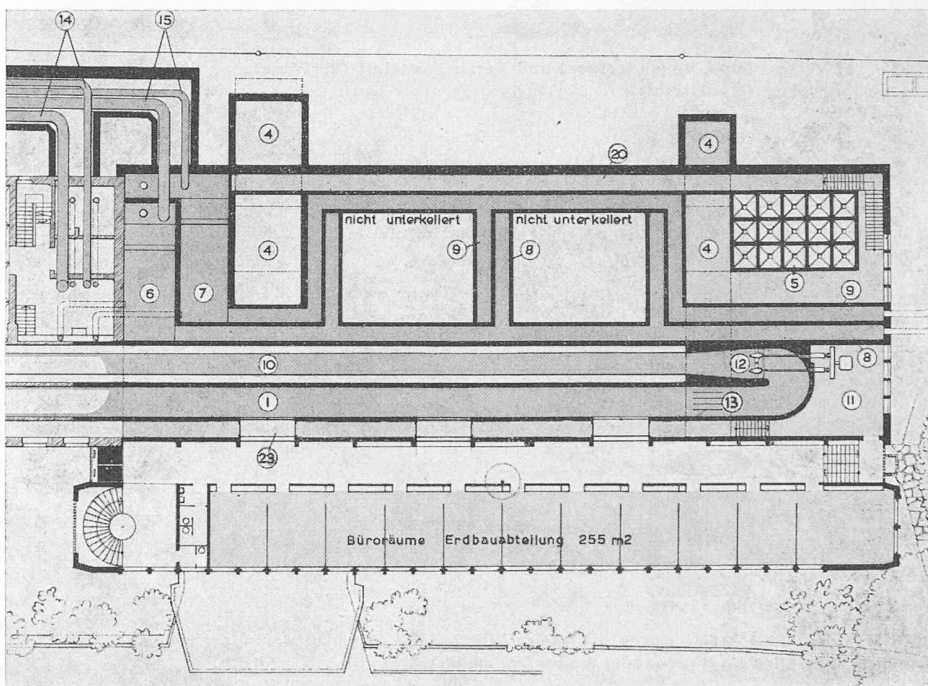 14 15
4 4
20
nicht unterkellert nicht unterkellert
4 9 8 4
5
6 7 9
10 12 8
1 13 11
23
Büroräume Erdbauabteilung 255 m2